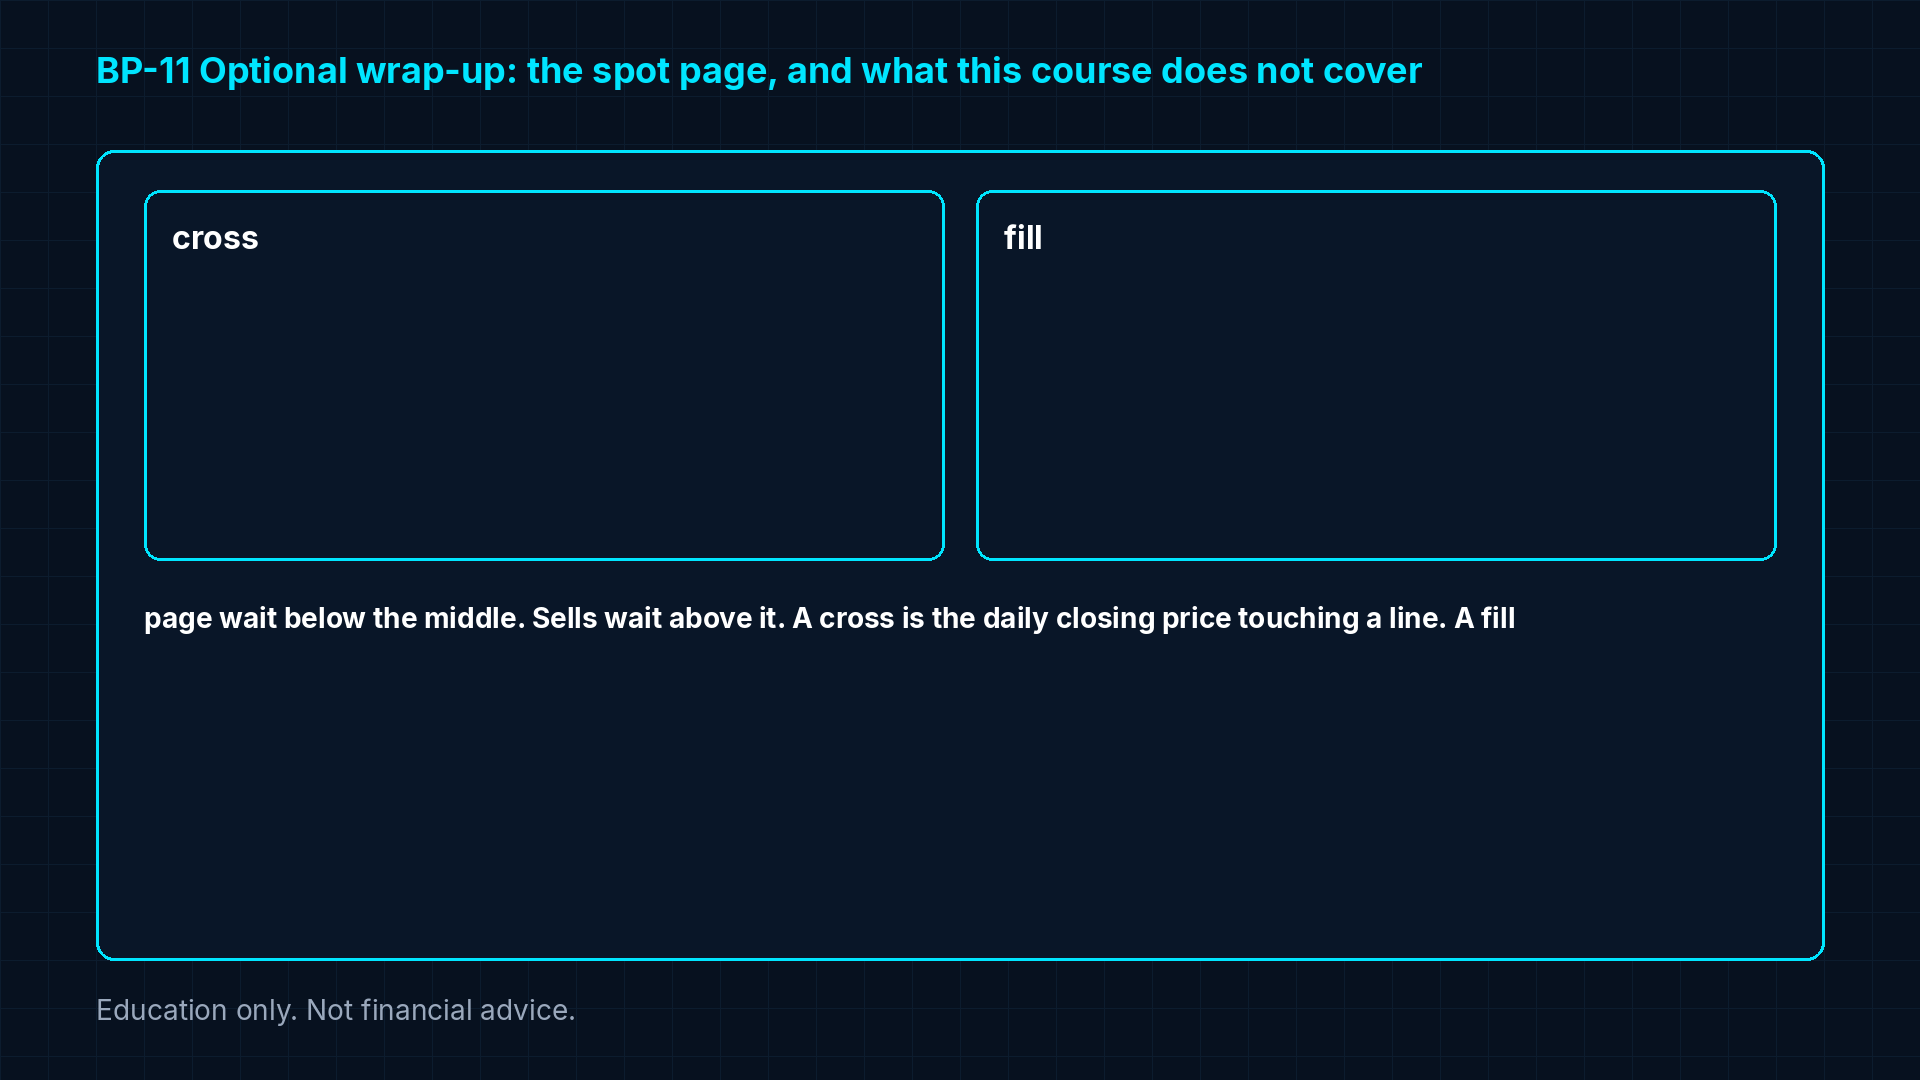 BP-11 Optional wrap-up: the spot page, and what this course does not cover
cross
fill
page wait below the middle. Sells wait above it. A cross is the daily closing price touching a line. A fill
Education only. Not financial advice.